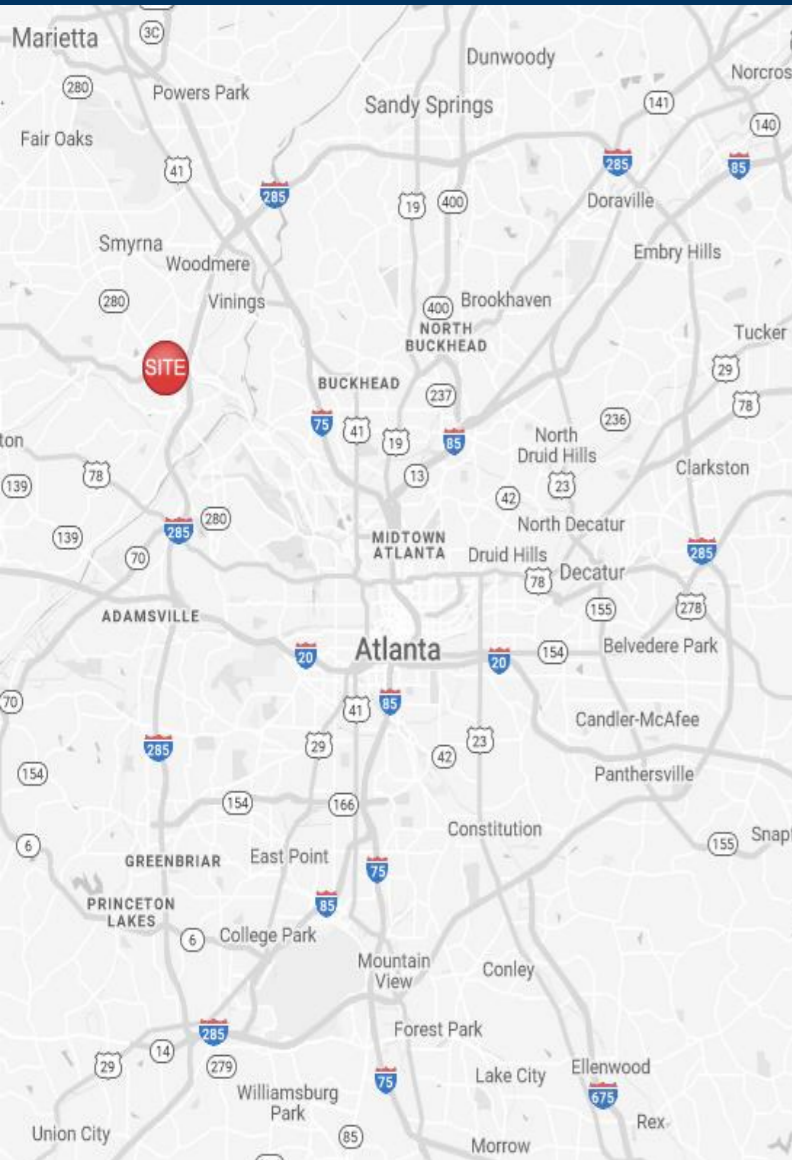 Marietta
3C
Dunwoody
Norcros
280
Powers Park
Sandy Springs
141
140
Fair Oaks
41
285
285
85
19
400
Doraville
Smyrna
Woodmere
Embry Hills
280
Vinings
400
Brookhaven
NORTH
BUCKHEAD
Tucker
SITE
29
BUCKHEAD
237
78
75
41
19
85
236
ton
North
Druid Hills
13
Clarkston
139
78
23
42
280
North Decatur
285
139
MIDTOWN
ATLANTA
285
70
Druid Hills
78
Decatur
ADAMSVILLE
155
278
Atlanta
20
20
154
Belvedere Park
70
41
85
Candler-McAfee
285
29
23
42
154
Panthersville
154
166
Constitution
6
155
Snapf
GREENBRIAR
East Point
75
PRINCETON
LAKES
85
6
College Park
Mountain
View
Conley
285
Forest Park
14
29
279
Lake City
Ellenwood
75
675
Williamsburg
Park
Rex
Union City
85
Morrow